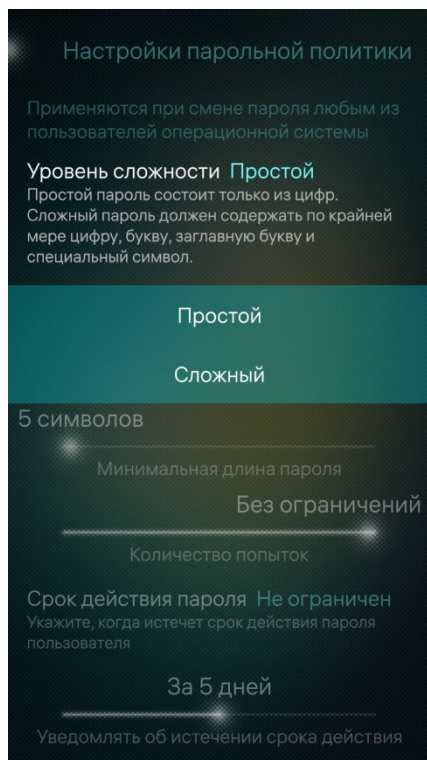 Настройки парольной политики
Применяются при смене пароля любым из
пользователей операционной системы
Уровень сложности Простой
Простой пароль состоит только из цифр.
Сложный пароль должен содержать по крайней
мере цифру, букву, заглавную букву и
специальный символ.
Простой
Сложный
5 символов
Минимальная длина пароля
Без ограничений
Количество попыток
Срок действия пароля Не ограничен
Укажите, когда истечет срок действия пароля
пользователя
За 5 дней
Уведомлять об истечении срока действия